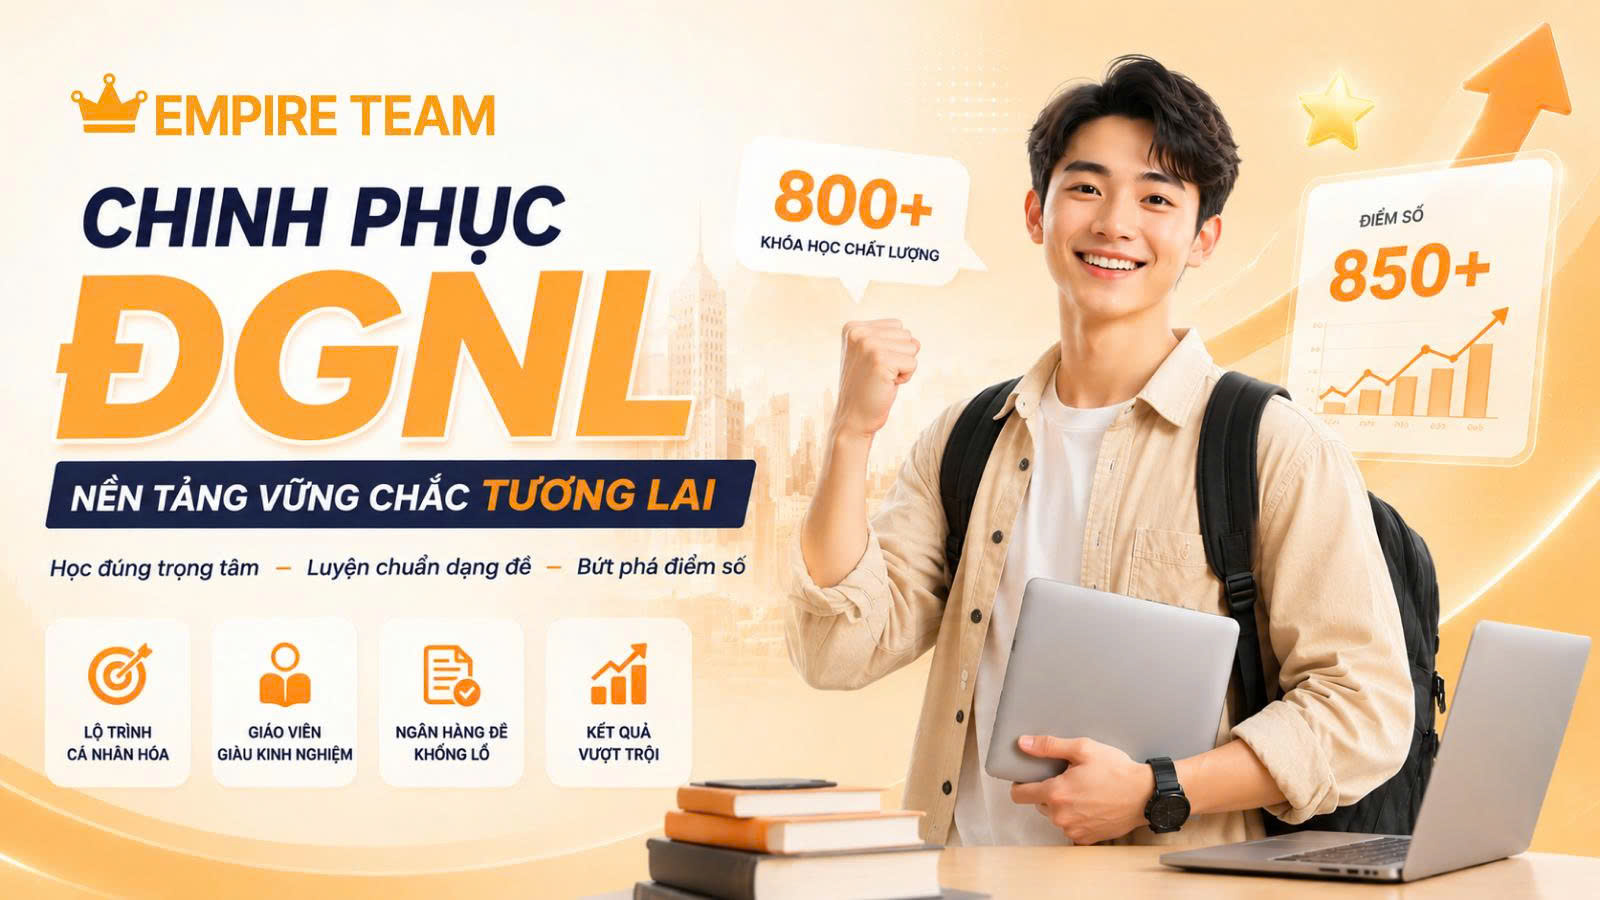 EMPIRE TEAM
CHINH PHỤC
ĐGNL
NỀN TẢNG VỮNG CHẮC TƯƠNG LAI
Học đúng trọng tâm – Luyện chuẩn dạng đề – Bứt phá điểm số
LỘ TRÌNH
CÁ NHÂN HÓA
GIÁO VIÊN
GIÀU KINH NGHIỆM
NGÂN HÀNG ĐỀ
KHỔNG LỒ
KẾT QUẢ
VƯỢT TRỘI
800+
KHÓA HỌC CHẤT LƯỢNG
ĐIỂM SỐ
850+